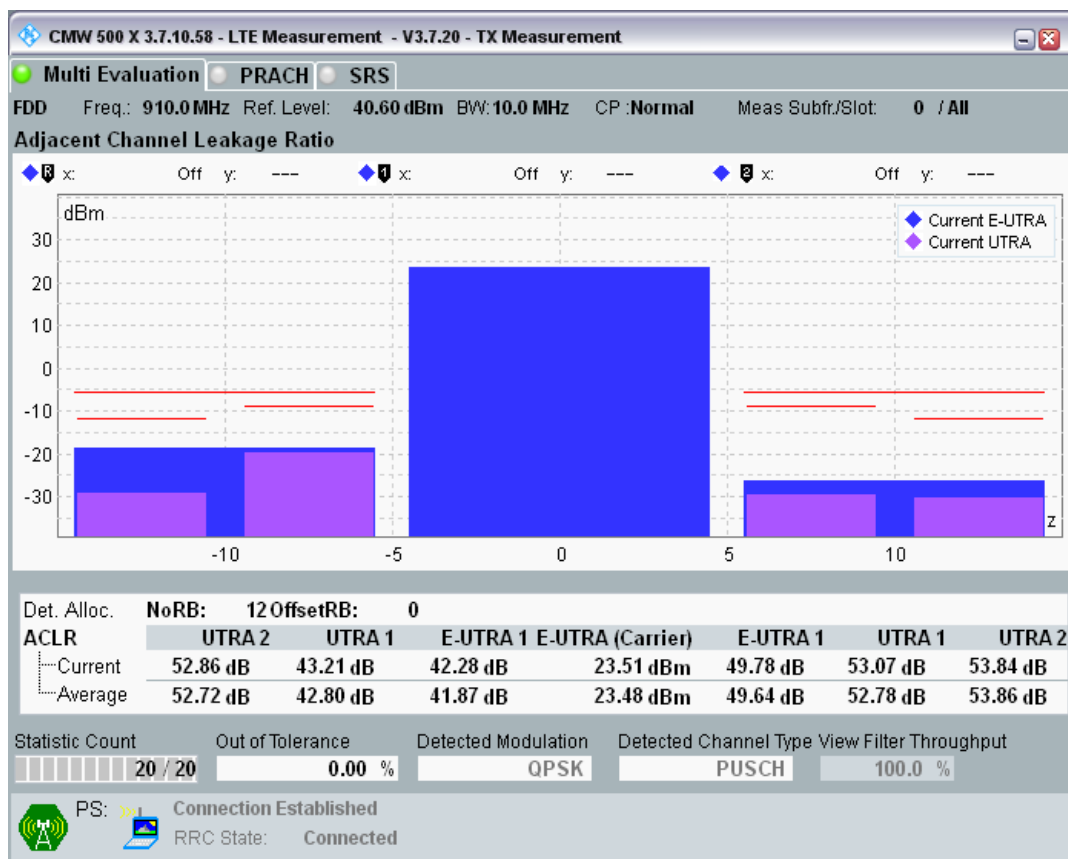 CMW 500 X 3.7.10.58 - LTE Measurement - V3.7.20 - TX Measurement
Multi Evaluation PRACH SRS
FDD Freq.: 910.0 MHz Ref. Level: 40.60 dBm BW: 10.0 MHz CP :Normal Meas Subfr./Slot: 0 / All
Adjacent Channel Leakage Ratio
R x: Off y: --- 1 x: Off y: --- 2 x: Off y: ---
dBm
Current E-UTRA
Current UTRA
30
20
10
0
-10
-20
-30
z
-10 -5 0 5 10
Det. Alloc. NoRB: 12 OffsetRB: 0
ACLR UTRA 2 UTRA 1 E-UTRA 1 E-UTRA (Carrier) E-UTRA 1 UTRA 1 UTRA 2
Current 52.86 dB 43.21 dB 42.28 dB 23.51 dBm 49.78 dB 53.07 dB 53.84 dB
Average 52.72 dB 42.80 dB 41.87 dB 23.48 dBm 49.64 dB 52.78 dB 53.86 dB
Statistic Count Out of Tolerance Detected Modulation Detected Channel Type View Filter Throughput
20 / 20 0.00 % QPSK PUSCH 100.0 %
PS: Connection Established
RRC State: Connected